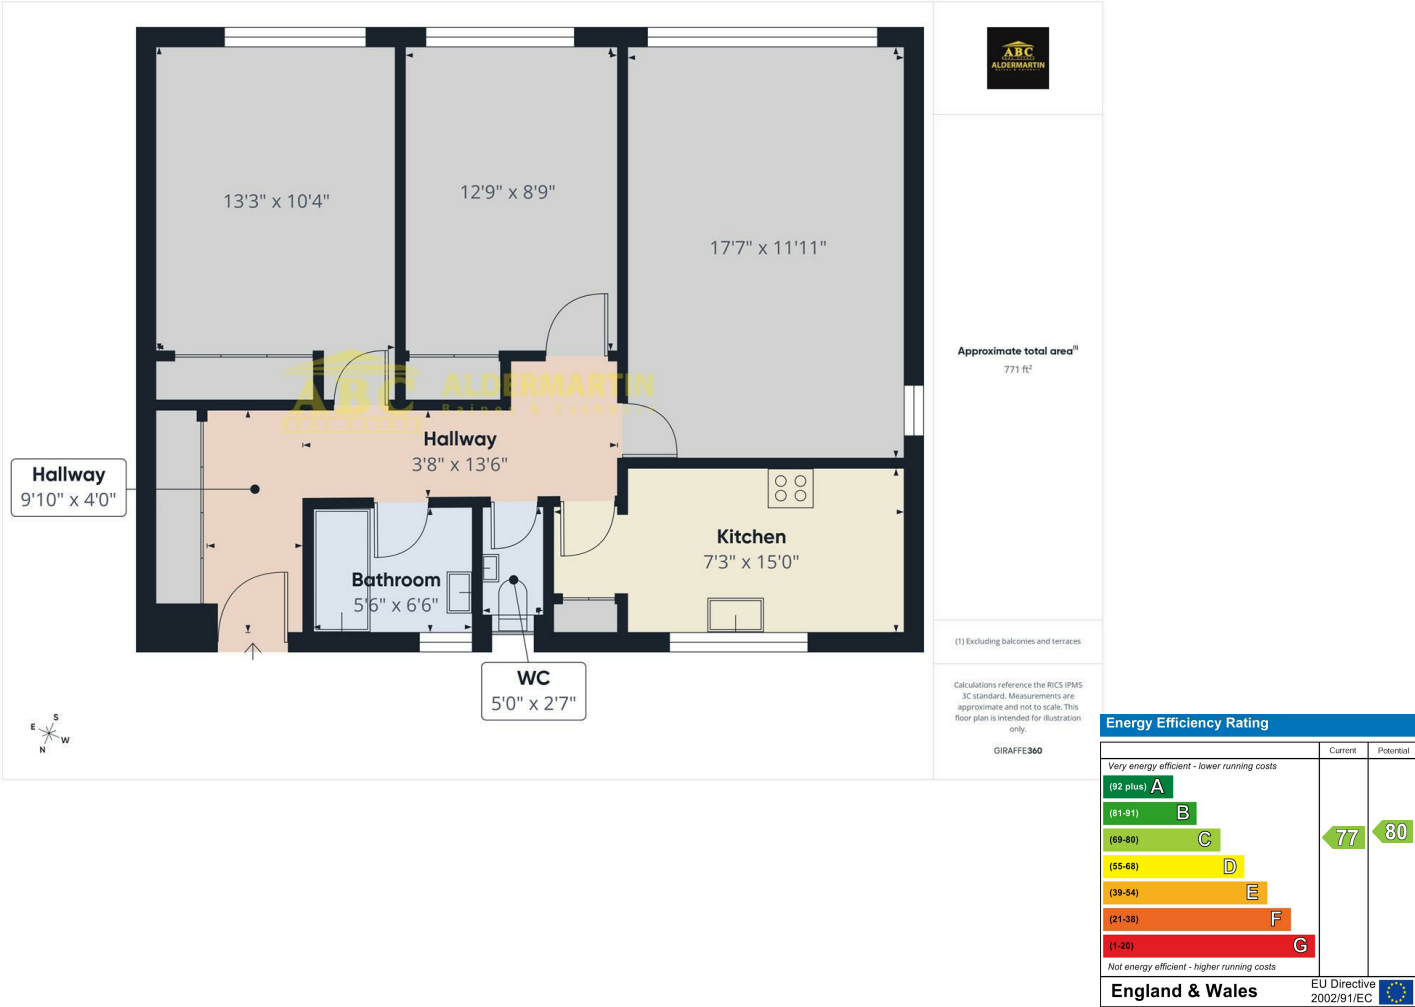 ABC
ALDERMARTIN
13'3" x 10'4"
12'9" x 8'9"
17'7" x 11'11"
Approximate total area(1)
771 ft²
ABC
ALDERMARTIN
Hallway
3'8" x 13'6"
Hallway
9'10" x 4'0"
Kitchen
7'3" x 15'0"
Bathroom
5'6" x 6'6"
WC
5'0" x 2'7"
(1) Excluding balconies and terraces
Calculations reference the RICS IPMS
3C standard. Measurements are
approximate and not to scale. This
floor plan is intended for illustration
only.
GIRAFFE360
S
E
W
N
Energy Efficiency Rating
Current
Potential
Very energy efficient - lower running costs
(92 plus) A
(81-91) B
(69-80) C
77
80
(55-68) D
(39-54) E
(21-38) F
(1-20) G
Not energy efficient - higher running costs
England & Wales
EU Directive
2002/91/EC